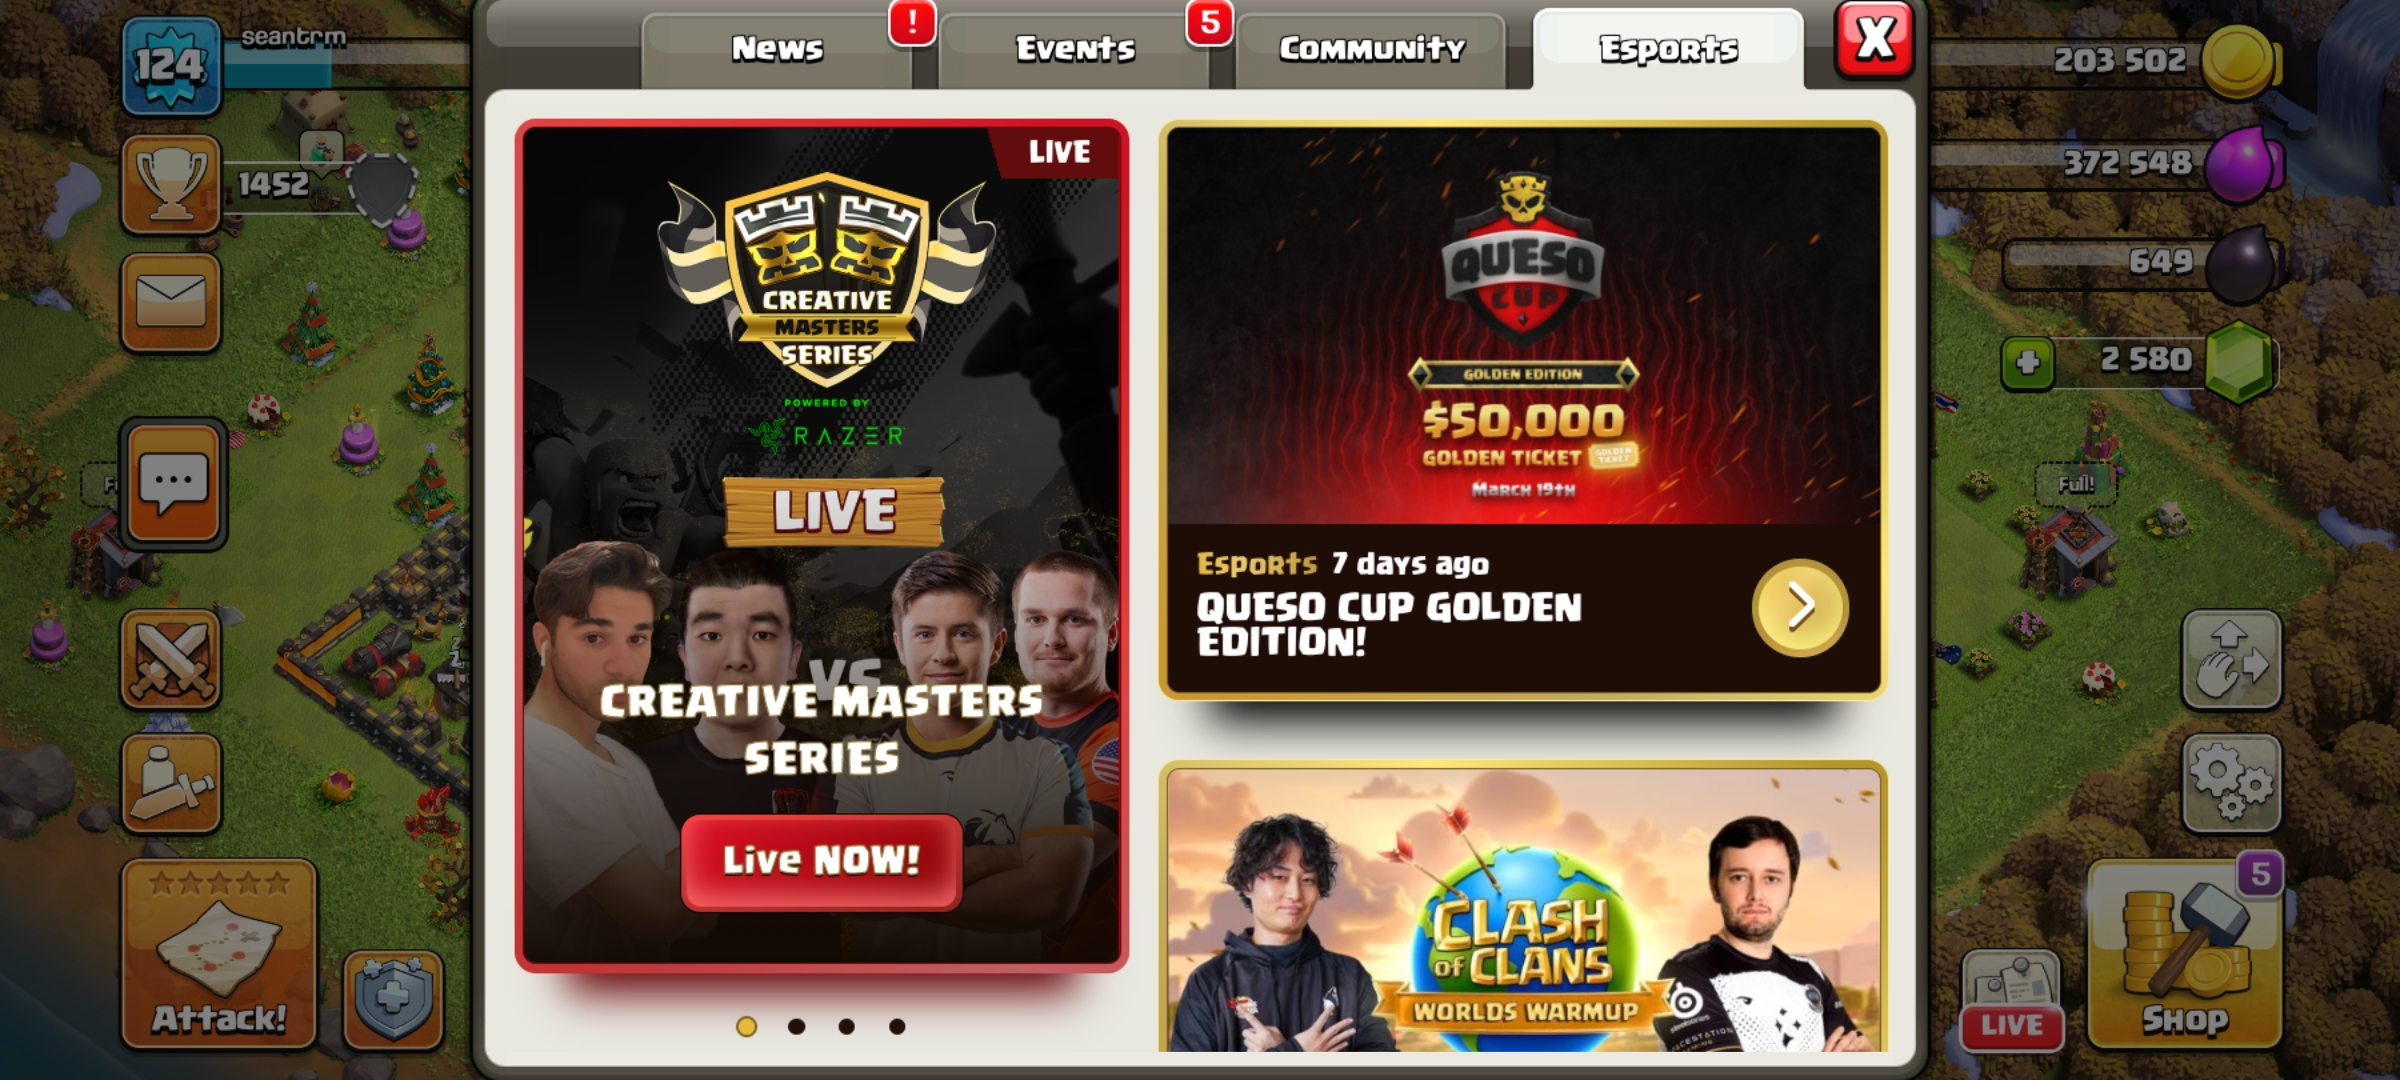 124
seantrm
1452
News
!
Events
5
Community
Esports
X
203 502
372 548
649
2 580
LIVE
CREATIVE
MASTERS
SERIES
POWERED BY
RAZER
LIVE
VS
CREATIVE MASTERS
SERIES
Live NOW!
QUESO
CUP
GOLDEN EDITION
$50,000
GOLDEN TICKET
GOLDEN
TICKET
March 19th
Esports 7 days ago
QUESO CUP GOLDEN
EDITION!
CLASH
of CLANS
WORLDS WARMUP
steelseries
Full!
Attack!
5
LIVE
Shop